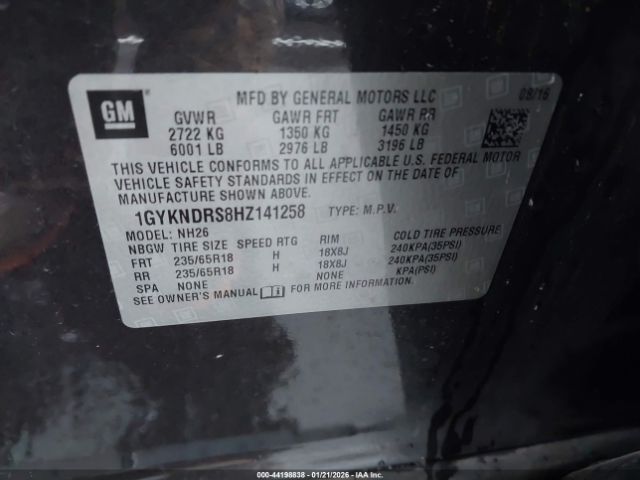 GM
MFD BY GENERAL MOTORS LLC 09/16
GVWR GAWR FRT GAWR RR
2722 KG 1350 KG 1450 KG
6001 LB 2976 LB 3196 LB
THIS VEHICLE CONFORMS TO ALL APPLICABLE U.S. FEDERAL MOTOR
VEHICLE SAFETY STANDARDS IN EFFECT ON THE DATE OF
MANUFACTURE SHOWN ABOVE.
1GYKNDRS8HZ141258 TYPE: M.P.V.
MODEL: NH26
NBGW TIRE SIZE SPEED RTG RIM COLD TIRE PRESSURE
FRT 235/65R18 H 18X8J 240KPA(35PSI)
RR 235/65R18 H 18X8J 240KPA(35PSI)
SPA NONE NONE KPA(PSI)
SEE OWNER'S MANUAL FOR MORE INFORMATION.
000-44198838 - 01/21/2026 - IAAI.COM